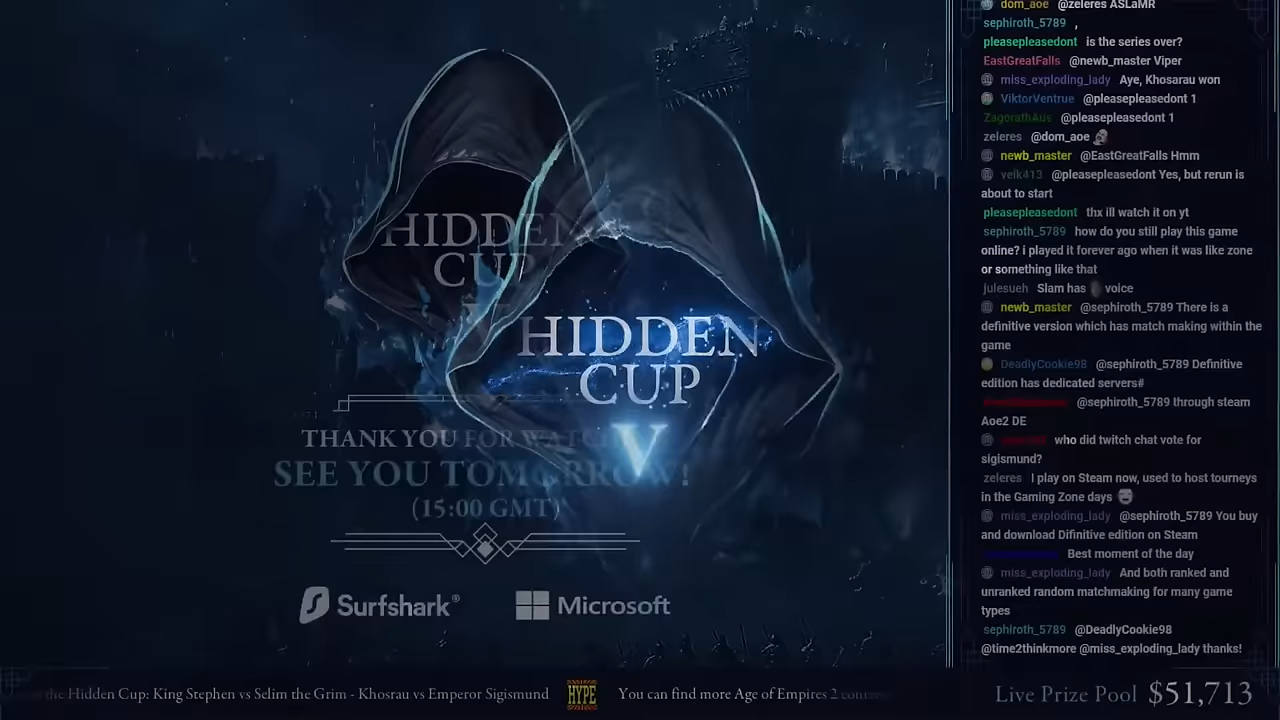 HIDDEN
CUP
V
HIDDEN
CUP
V
THANK YOU FOR WATCH
SEE YOU TOMORROW!
(15:00 GMT)
Surfshark®
Microsoft
the Hidden Cup: King Stephen vs Selim the Grim - Khosrau vs Emperor Sigismund
HYPE
You can find more Age of Empires 2
Live Prize Pool $51,713
dom_aoe @zeleres ASLaMR
sephiroth_5789 ,
pleasepleasedont is the series over?
EastGreatFalls @newb_master Viper
miss_exploding_lady Aye, Khosarau won
ViktorVentrue @pleasepleasedont 1
ZagorathAus @pleasepleasedont 1
zeleres @dom_aoe
newb_master @EastGreatFalls Hmm
velk413 @pleasepleasedont Yes, but rerun is
about to start
pleasepleasedont thx ill watch it on yt
sephiroth_5789 how do you still play this game
online? i played it forever ago when it was like zone
or something like that
julesueh Slam has voice
newb_master @sephiroth_5789 There is a
definitive version which has match making within the
game
DeadlyCookie98 @sephiroth_5789 Definitive
edition has dedicated servers#
@sephiroth_5789 through steam
Aoe2 DE
who did twitch chat vote for
sigismund?
zeleres I play on Steam now, used to host tourneys
in the Gaming Zone days
miss_exploding_lady @sephiroth_5789 You buy
and download Difinitive edition on Steam
Best moment of the day
miss_exploding_lady And both ranked and
unranked random matchmaking for many game
types
sephiroth_5789 @DeadlyCookie98
@time2thinkmore @miss_exploding_lady thanks!